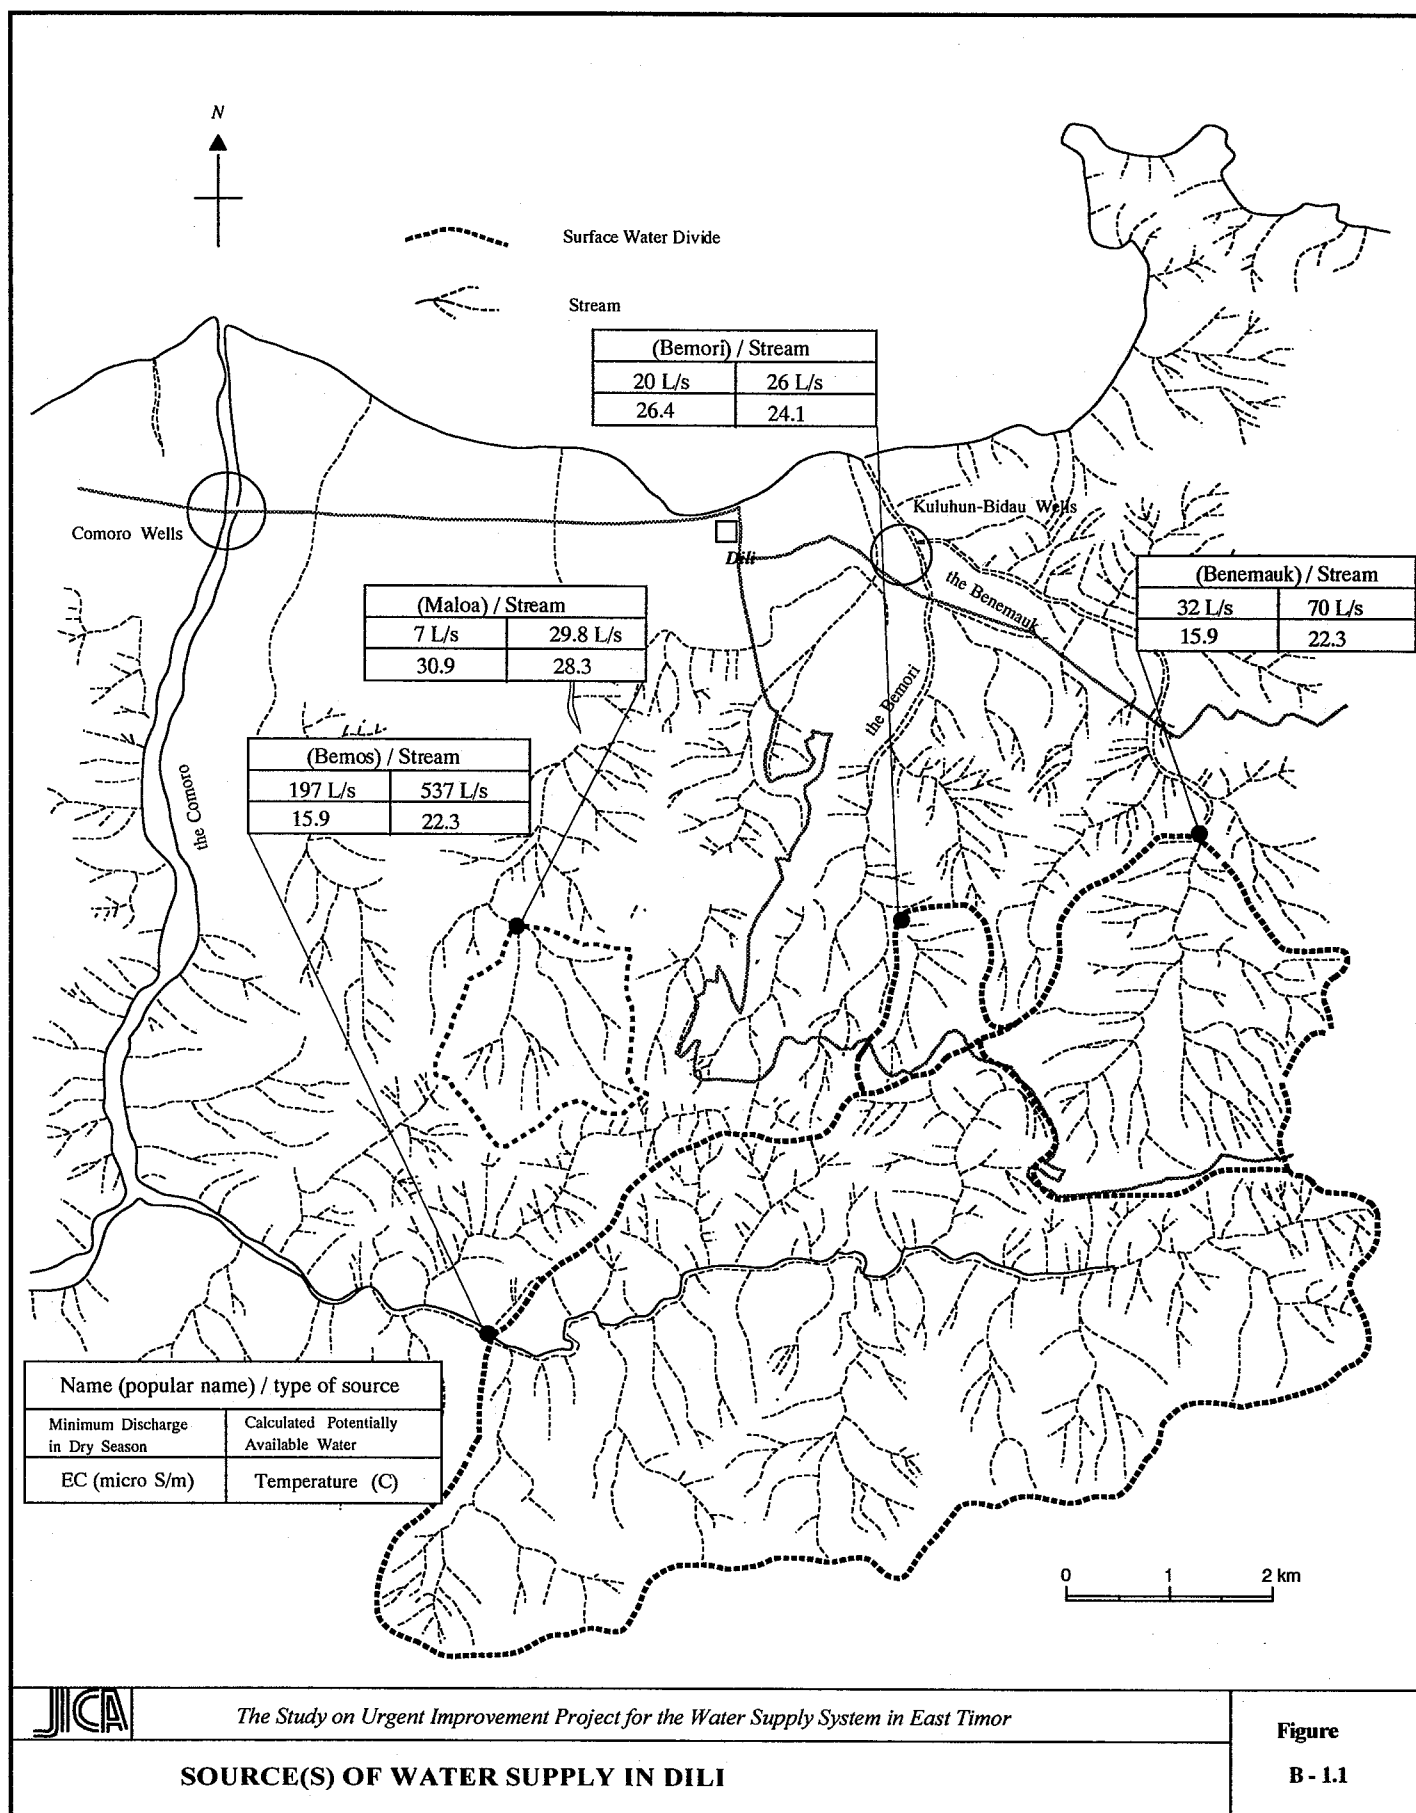 N
Surface Water Divide
Stream
(Bemori) / Stream
20 L/s 26 L/s
26.4 24.1
Comoro Wells
Kuluhun-Bidau Wells
Dili
the Benemauk
(Benemauk) / Stream
32 L/s 70 L/s
15.9 22.3
(Maloa) / Stream
7 L/s 29.8 L/s
30.9 28.3
the Bemori
(Bemos) / Stream
197 L/s 537 L/s
15.9 22.3
the Comoro
Name (popular name) / type of source
Minimum Discharge
in Dry Season
Calculated Potentially
Available Water
EC (micro S/m) Temperature (C)
0 1 2 km
JICA
The Study on Urgent Improvement Project for the Water Supply System in East Timor
SOURCE(S) OF WATER SUPPLY IN DILI
Figure
B - 1.1